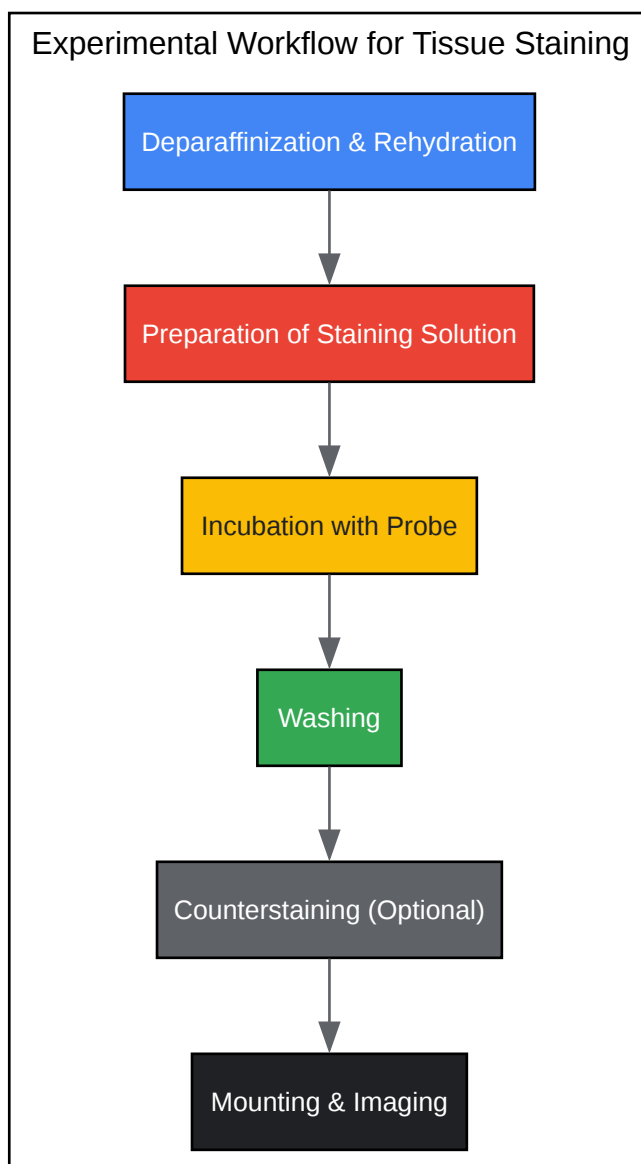 Experimental Workflow for Tissue Staining
Deparaffinization & Rehydration
Preparation of Staining Solution
Incubation with Probe
Washing
Counterstaining (Optional)
Mounting & Imaging